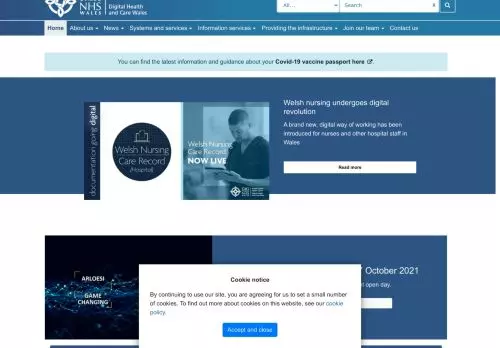 NHS
WALES
Digital Health
and Care Wales
All...
Search
Home
About us
News
Systems and services
Information services
Providing the infrastructure
Join our team
Contact us
You can find the latest information and guidance about your Covid-19 vaccine passport here.
documentation going digital
Welsh Nursing
Care Record
(Hospital)
Welsh Nursing
Care Record
NOW LIVE
Welsh nursing undergoes digital
revolution
A brand new, digital way of working has been
introduced for nurses and other hospital staff in
Wales
Read more
ARLOESI
GAME
CHANGING
October 2021
open day.
Cookie notice
By continuing to use our site, you are agreeing for us to set a small number
of cookies. To find out more about cookies on this website, see our cookie
policy.
Accept and close